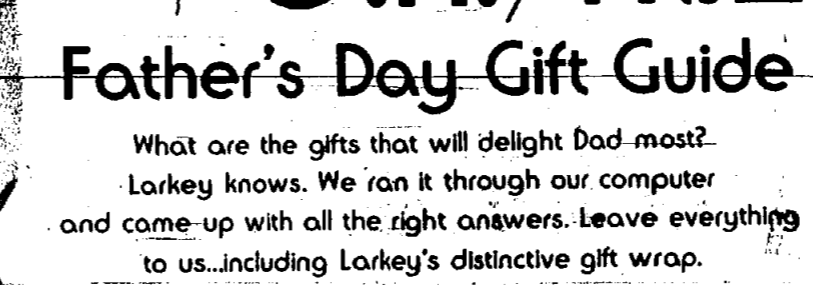 Father's Day Gift Guide
What are the gifts that will delight Dad most?
Larkey knows. We ran it through our computer
and came up with all the right answers. Leave everything
to us...including Larkey's distinctive gift wrap.